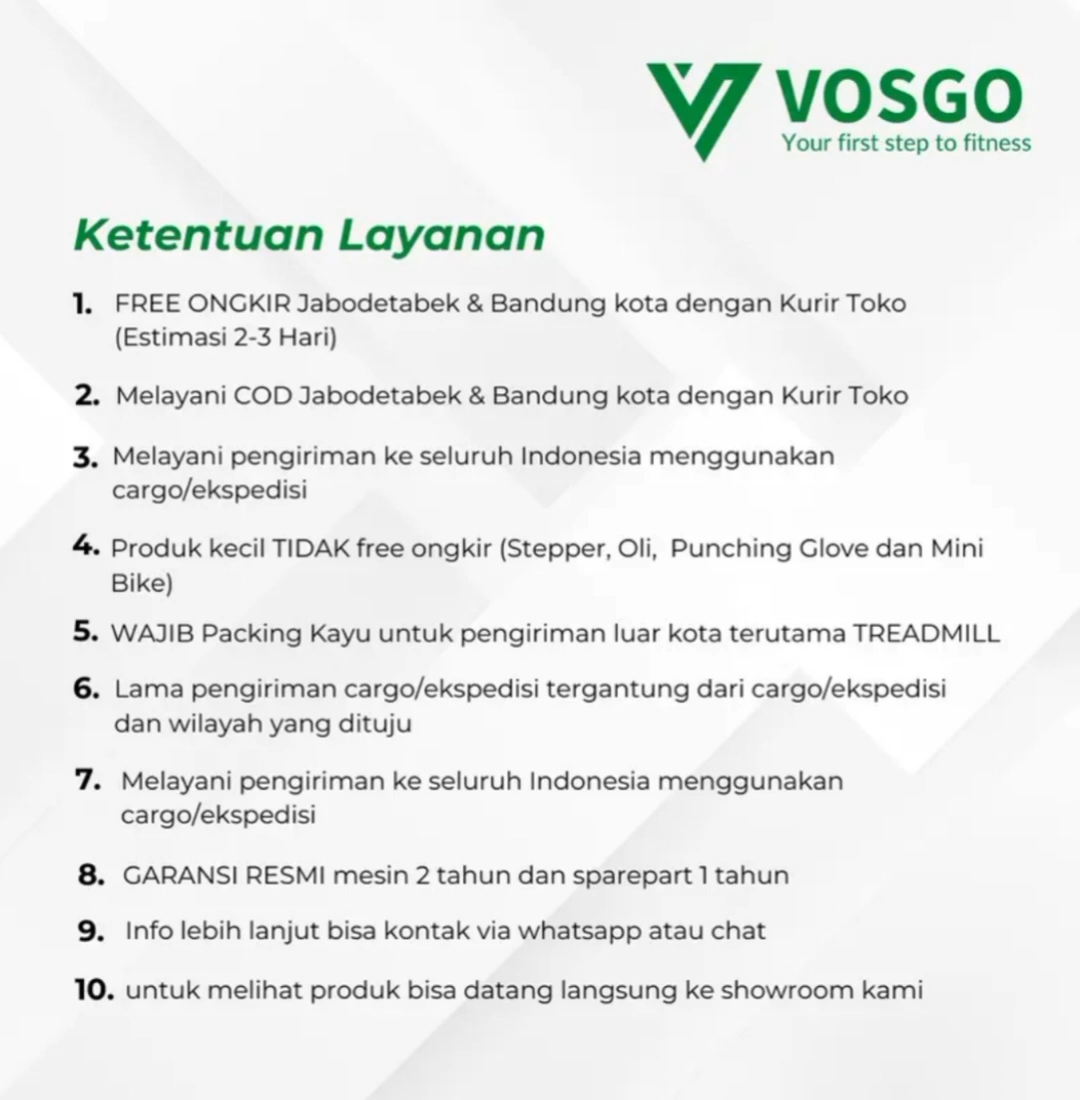 VOSGO
Your first step to fitness
Ketentuan Layanan
1. FREE ONGKIR Jabodetabek & Bandung kota dengan Kurir Toko
(Estimasi 2-3 Hari)
2. Melayani COD Jabodetabek & Bandung kota dengan Kurir Toko
3. Melayani pengiriman ke seluruh Indonesia menggunakan
cargo/ekspedisi
4. Produk kecil TIDAK free ongkir (Stepper, Oli, Punching Glove dan Mini
Bike)
5. WAJIB Packing Kayu untuk pengiriman luar kota terutama TREADMILL
6. Lama pengiriman cargo/ekspedisi tergantung dari cargo/ekspedisi
dan wilayah yang dituju
7. Melayani pengiriman ke seluruh Indonesia menggunakan
cargo/ekspedisi
8. GARANSI RESMI mesin 2 tahun dan sparepart 1 tahun
9. Info lebih lanjut bisa kontak via whatsapp atau chat
10. untuk melihat produk bisa datang langsung ke showroom kami